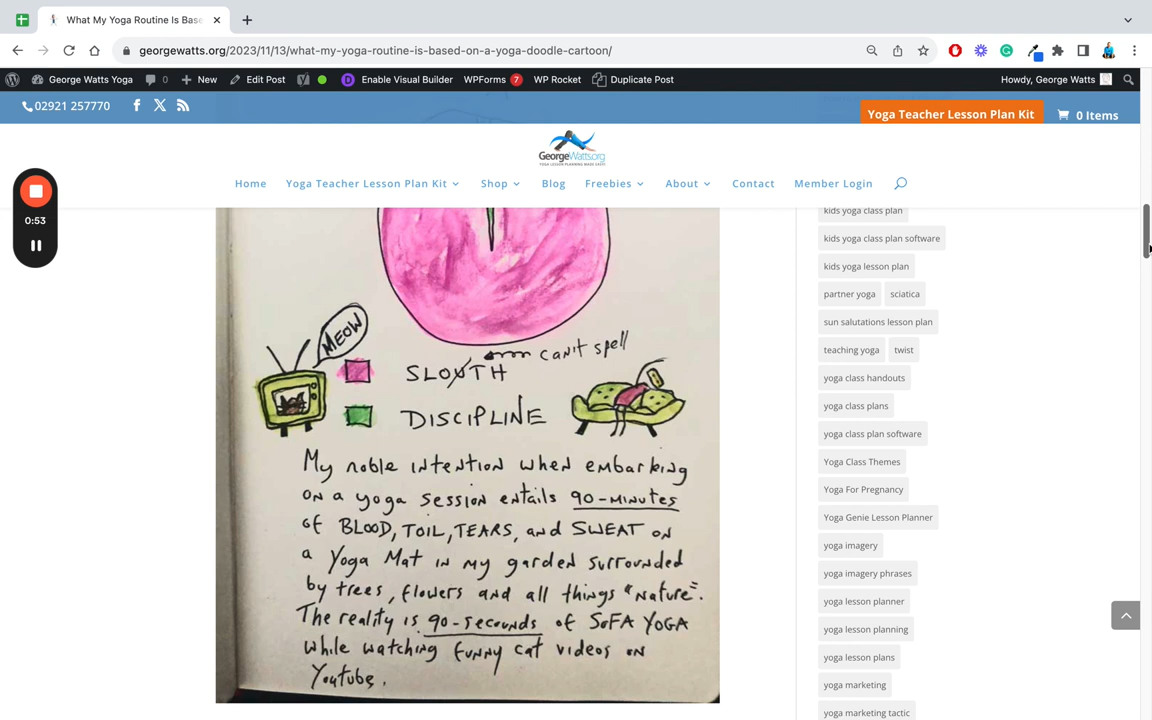 What My Yoga Routine Is Base
georgewatts.org/2023/11/13/what-my-yoga-routine-is-based-on-a-yoga-doodle-cartoon/
George Watts Yoga 0 New Edit Post Enable Visual Builder WPForms 7 WP Rocket Duplicate Post Howdy, George Watts
02921 257770
Yoga Teacher Lesson Plan Kit 0 Items
GeorgeWatts.org
YOGA LESSON PLANNING MADE EASY
Home Yoga Teacher Lesson Plan Kit Shop Blog Freebies About Contact Member Login
0:53
MEOW
can't spell
SLOUTH
DISCIPLINE
My noble intention when embarking
on a yoga session entails 90-minutes
of BLOOD, TOIL, TEARS, and SWEAT on
a Yoga Mat in my garden surrounded
by trees, flowers and all things "nature".
The reality is 90-secounds of SOFA YOGA
while watching funny cat videos on
Youtube.
kids yoga class plan
kids yoga class plan software
kids yoga lesson plan
partner yoga sciatica
sun salutations lesson plan
teaching yoga twist
yoga class handouts
yoga class plans
yoga class plan software
Yoga Class Themes
Yoga For Pregnancy
Yoga Genie Lesson Planner
yoga imagery
yoga imagery phrases
yoga lesson planner
yoga lesson planning
yoga lesson plans
yoga marketing
yoga marketing tactic